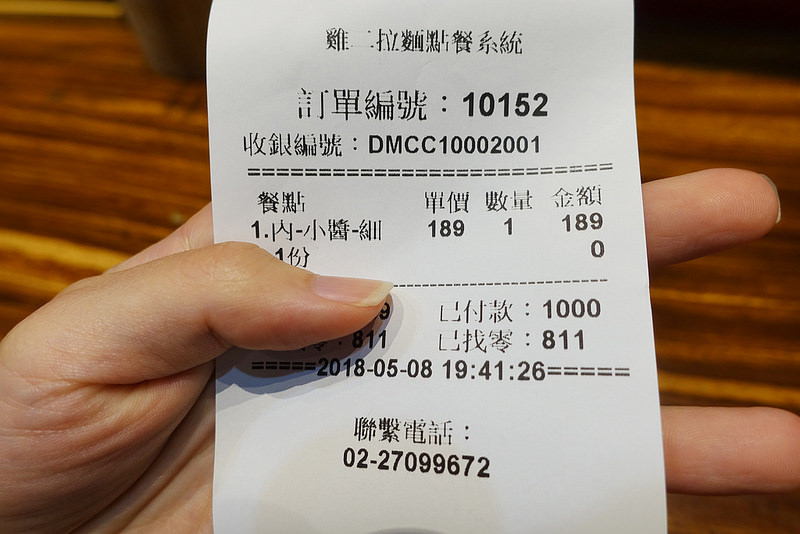 雞二拉麵點餐系統
訂單編號：10152
收銀編號：DMCC10002001
================================
餐點 單價 數量 金額
1.內-小醬-細 189 1 189
1份 0
--------------------------------
9 已付款：1000
零：811 已找零：811
=====2018-05-08 19:41:26=====
聯繫電話：
02-27099672